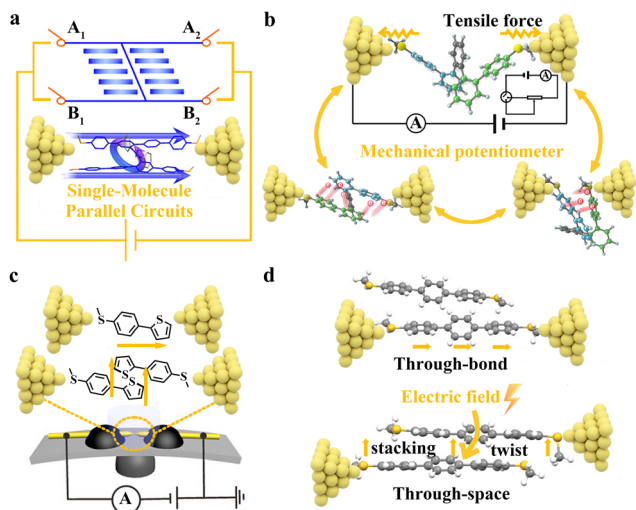 a
A1 A2
B1 B2
Single-Molecule
Parallel Circuits
b
Tensile force
A
A
Mechanical potentiometer
c
S
S
S
S
S
S
A
d
Through-bond
Electric field
stacking twist
Through-space